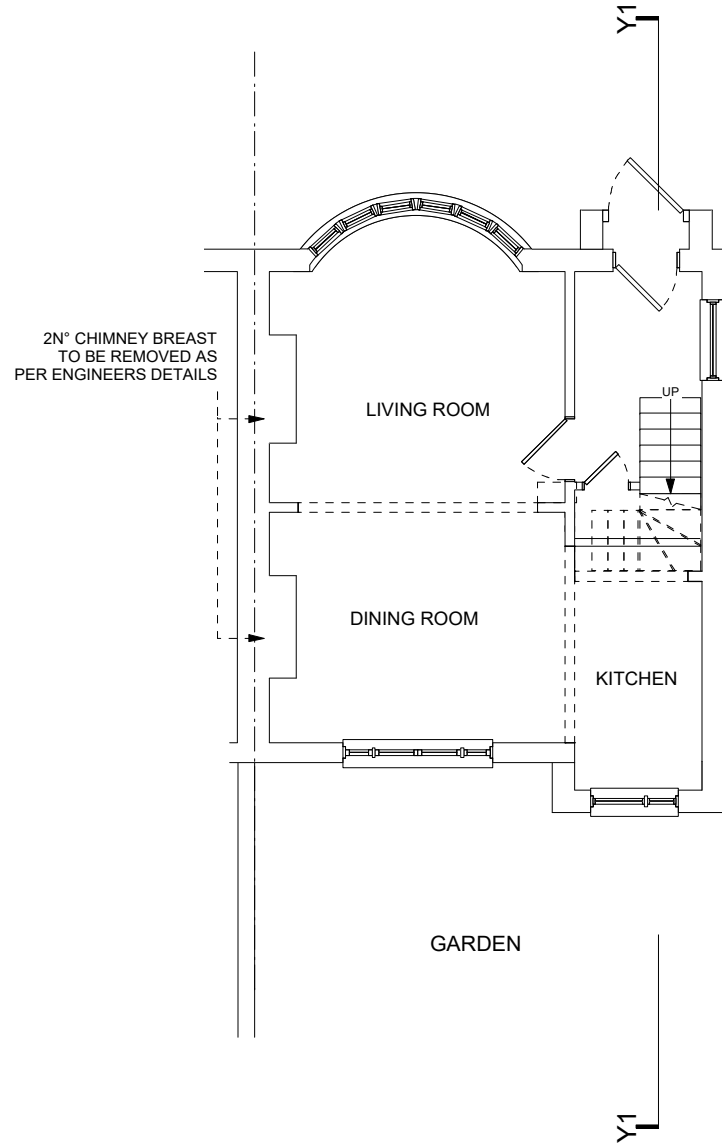 Y1
2N° CHIMNEY BREAST
TO BE REMOVED AS
PER ENGINEERS DETAILS
LIVING ROOM
UP
DINING ROOM
KITCHEN
GARDEN
Y1